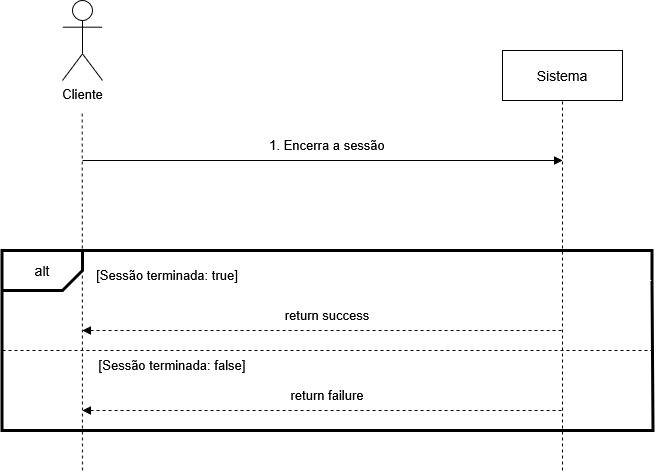 Cliente
Sistema
1. Encerra a sessão
alt
[Sessão terminada: true]
return success
[Sessão terminada: false]
return failure